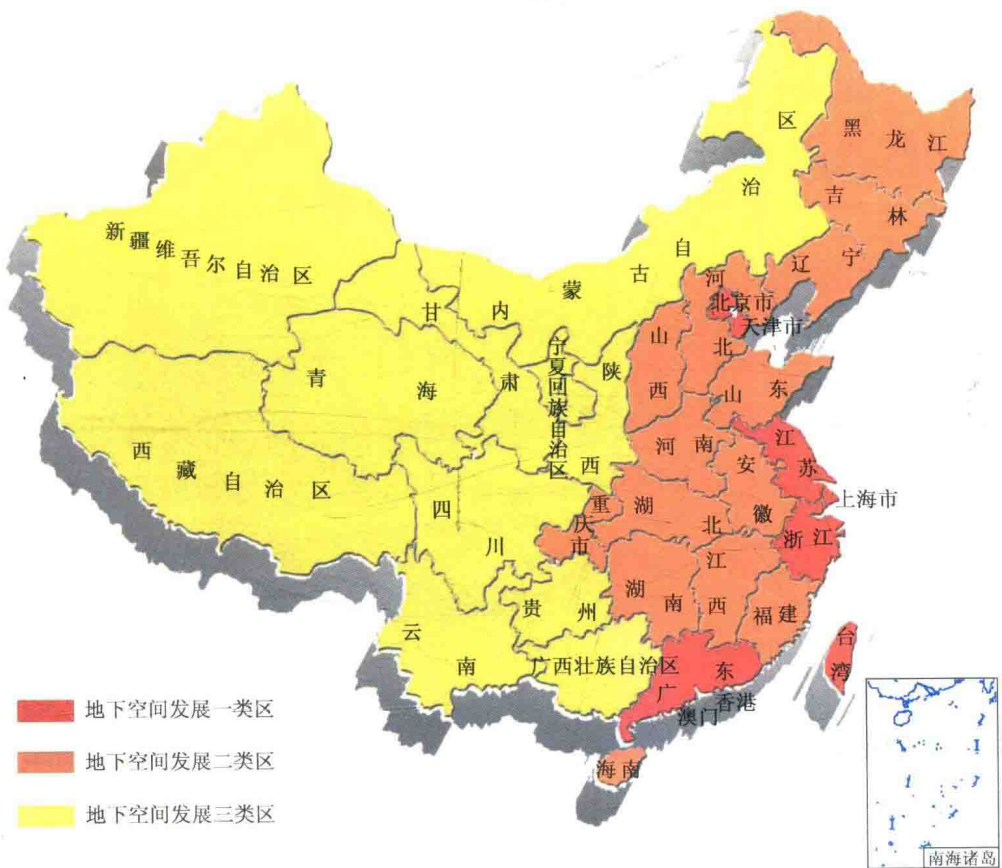 黑龙江
吉林
辽宁
内蒙古自治区
新疆维吾尔自治区
甘肃
青海
宁夏回族自治区
陕西
山西
河北
北京市
天津市
山东
河南
江苏
安徽
上海市
西藏自治区
四川
重庆市
湖北
浙江
江西
湖南
福建
贵州
云南
广西壮族自治区
广东
香港
澳门
台湾
海南
地下空间发展一类区
地下空间发展二类区
地下空间发展三类区
南海诸岛